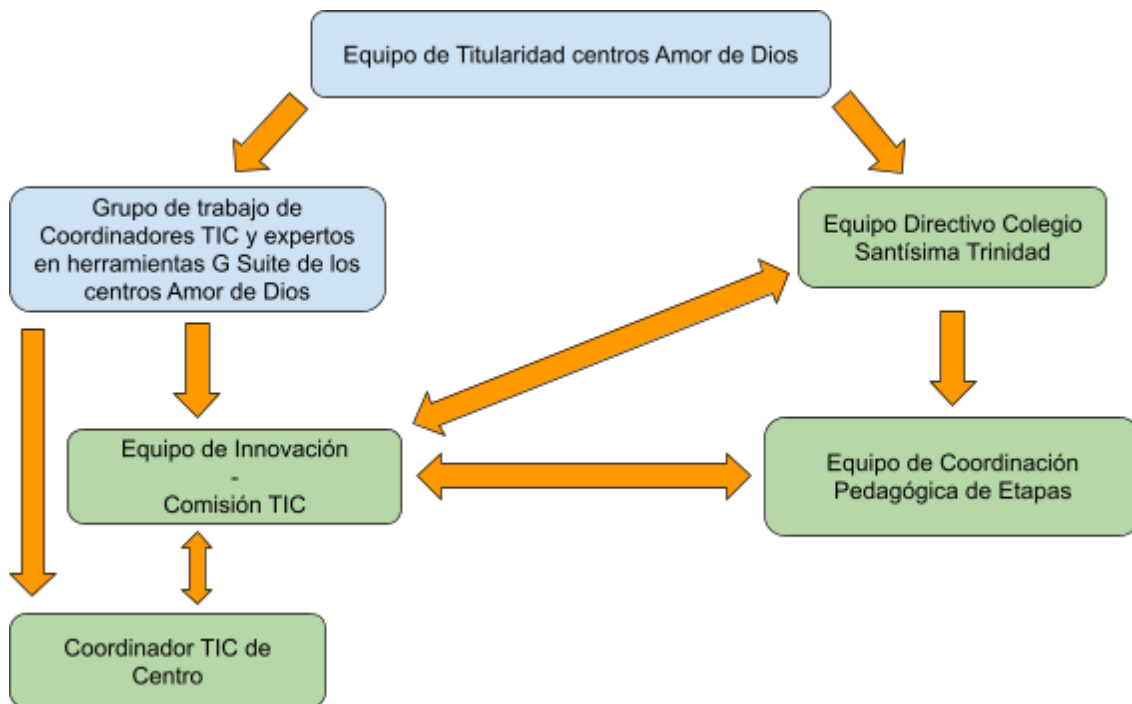 Equipo de Titularidad centros Amor de Dios
Grupo de trabajo de
Coordinadores TIC y expertos
en herramientas G Suite de los
centros Amor de Dios
Equipo Directivo Colegio
Santísima Trinidad
Equipo de Innovación
-
Comisión TIC
Equipo de Coordinación
Pedagógica de Etapas
Coordinador TIC de
Centro